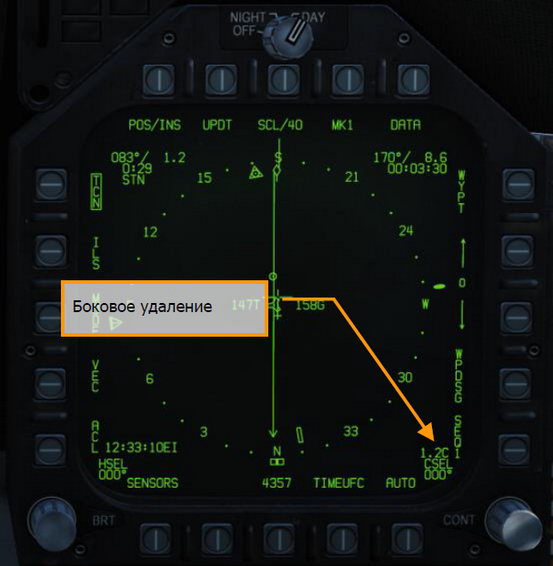 NIGHT DAY
OFF
POS/INS UPDT SCL/40 MK1 DATA
083°/ 1.2 S 170°/ 8.6
0:29 00:03:30
STN 15 21
TCN WYPT
12 24
ILS 0
Боковое удаление 147T 158G W
VEC 6 30 WPDSG
3 33 SEQ1
ACL 12:33:10EI N 1.2C
HSEL CSEL
000° 000°
SENSORS 4357 TIMEUFC AUTO
BRT CONT